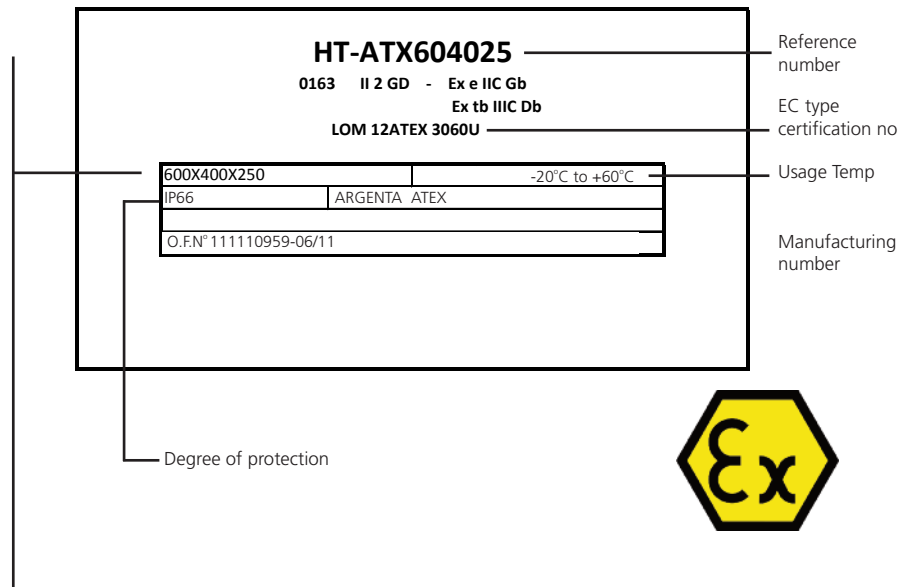 HT-ATX604025
0163 II 2 GD - Ex e IIC Gb
Ex tb IIIC Db
LOM 12ATEX 3060U
600X400X250 -20°C to +60°C
IP66 ARGENTA ATEX
O.F.N° 111110959-06/11
Reference
number
EC type
certification no
Usage Temp
Manufacturing
number
Degree of protection
Ex